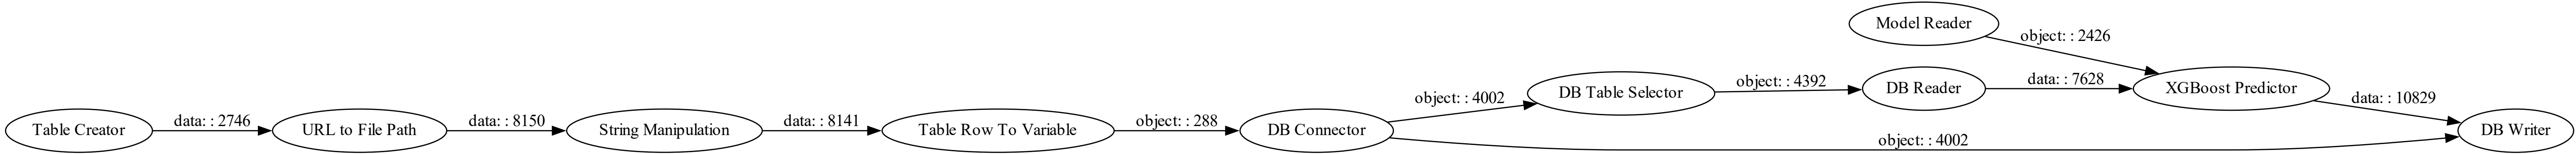 Model Reader
object: : 2426
object: : 4392
DB Reader
data: : 7628
XGBoost Predictor
DB Table Selector
object: : 4002
data: : 10829
Table Creator
data: : 2746
URL to File Path
data: : 8150
String Manipulation
data: : 8141
Table Row To Variable
object: : 288
DB Connector
object: : 4002
DB Writer